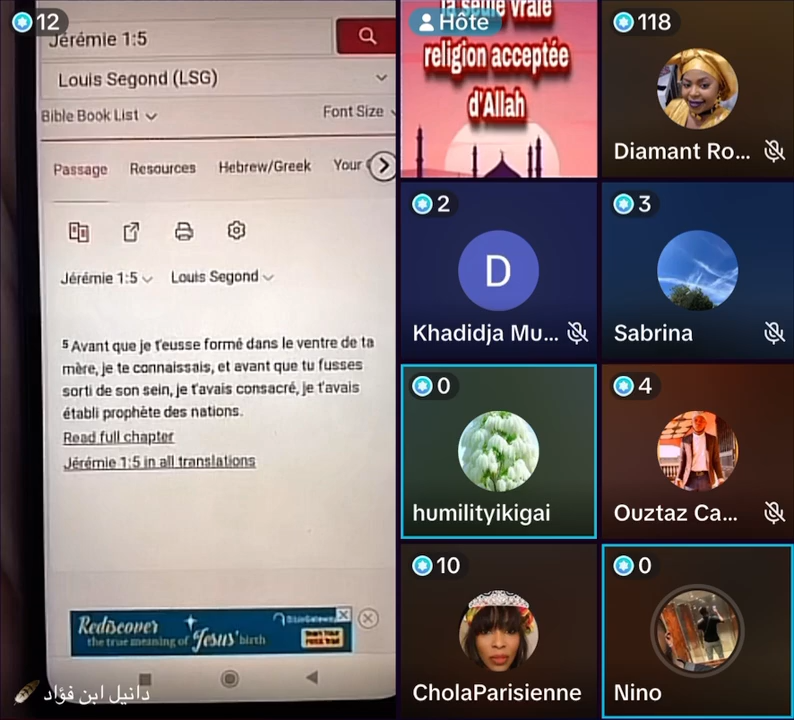 12
Jérémie 1:5
Louis Segond (LSG)
Bible Book List
Font Size
Passage
Resources
Hebrew/Greek
Your
Jérémie 1:5
Louis Segond
5 Avant que je t'eusse formé dans le ventre de ta
mère, je te connaissais, et avant que tu fusses
sorti de son sein, je t'avais consacré, je t'avais
établi prophète des nations.
Read full chapter
Jérémie 1:5 in all translations
Rediscover
the true meaning of Jesus' birth
BibleGateway
دانيل ابن فؤاد
la seule vraie
Hôte
religion acceptée
d'Allah
118
Diamant Ro...
2
D
Khadidja Mu...
3
Sabrina
0
humilityikigai
4
Ouztaz Ca...
10
CholaParisienne
0
Nino